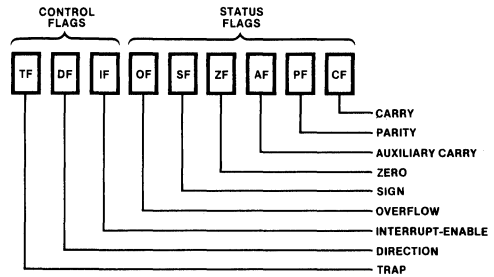 CONTROL FLAGS
STATUS FLAGS
TF DF IF OF SF ZF AF PF CF
CARRY
PARITY
AUXILIARY CARRY
ZERO
SIGN
OVERFLOW
INTERRUPT-ENABLE
DIRECTION
TRAP